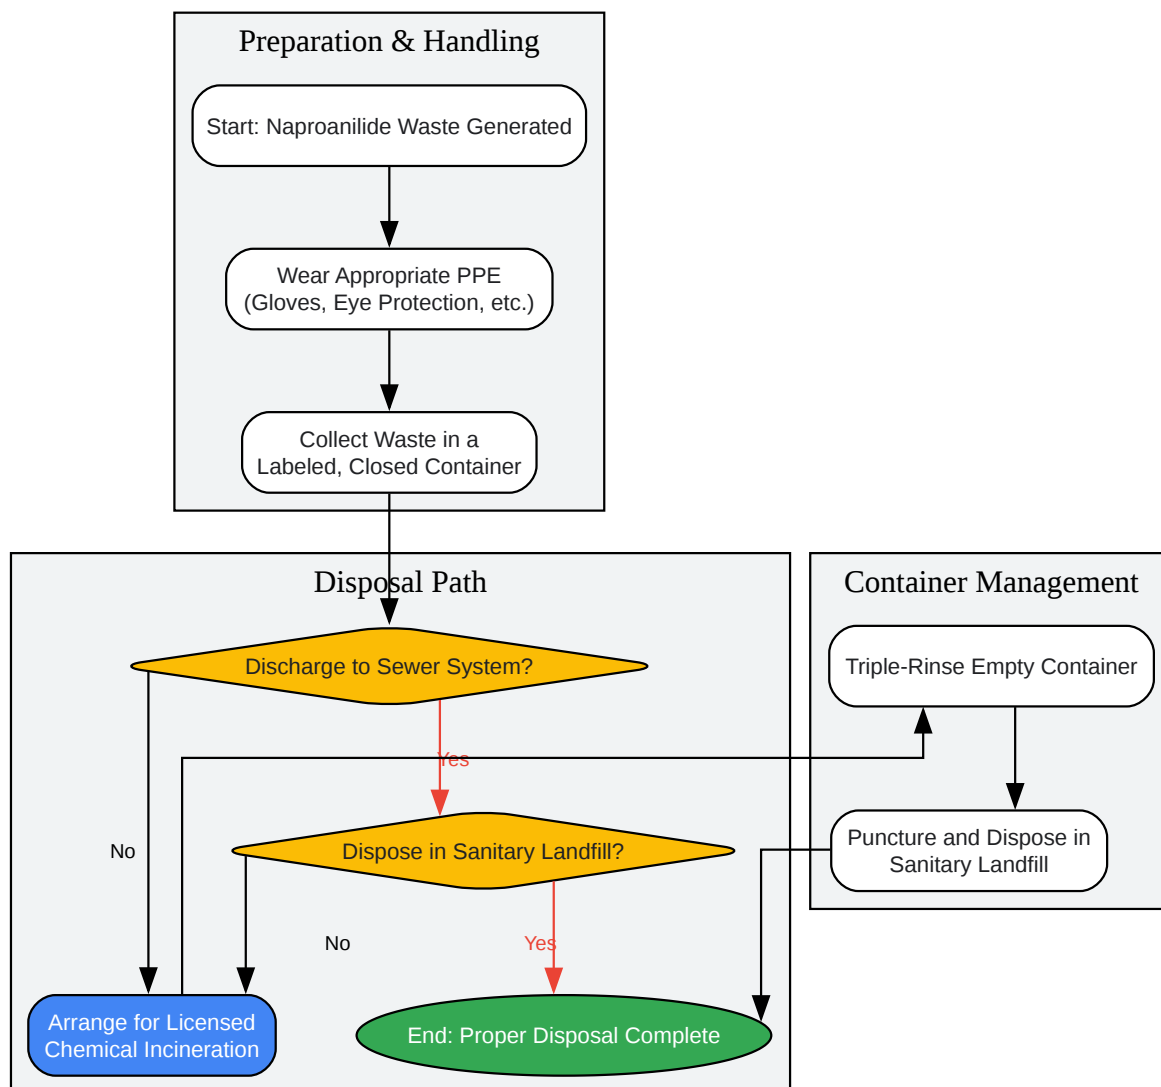 Preparation & Handling
Start: Naproanilide Waste Generated
Wear Appropriate PPE
(Gloves, Eye Protection, etc.)
Collect Waste in a
Labeled, Closed Container
Disposal Path
Container Management
Discharge to Sewer System?
Triple-Rinse Empty Container
Yes
No
Dispose in Sanitary Landfill?
Puncture and Dispose in
Sanitary Landfill
No
Yes
Arrange for Licensed
Chemical Incineration
End: Proper Disposal Complete